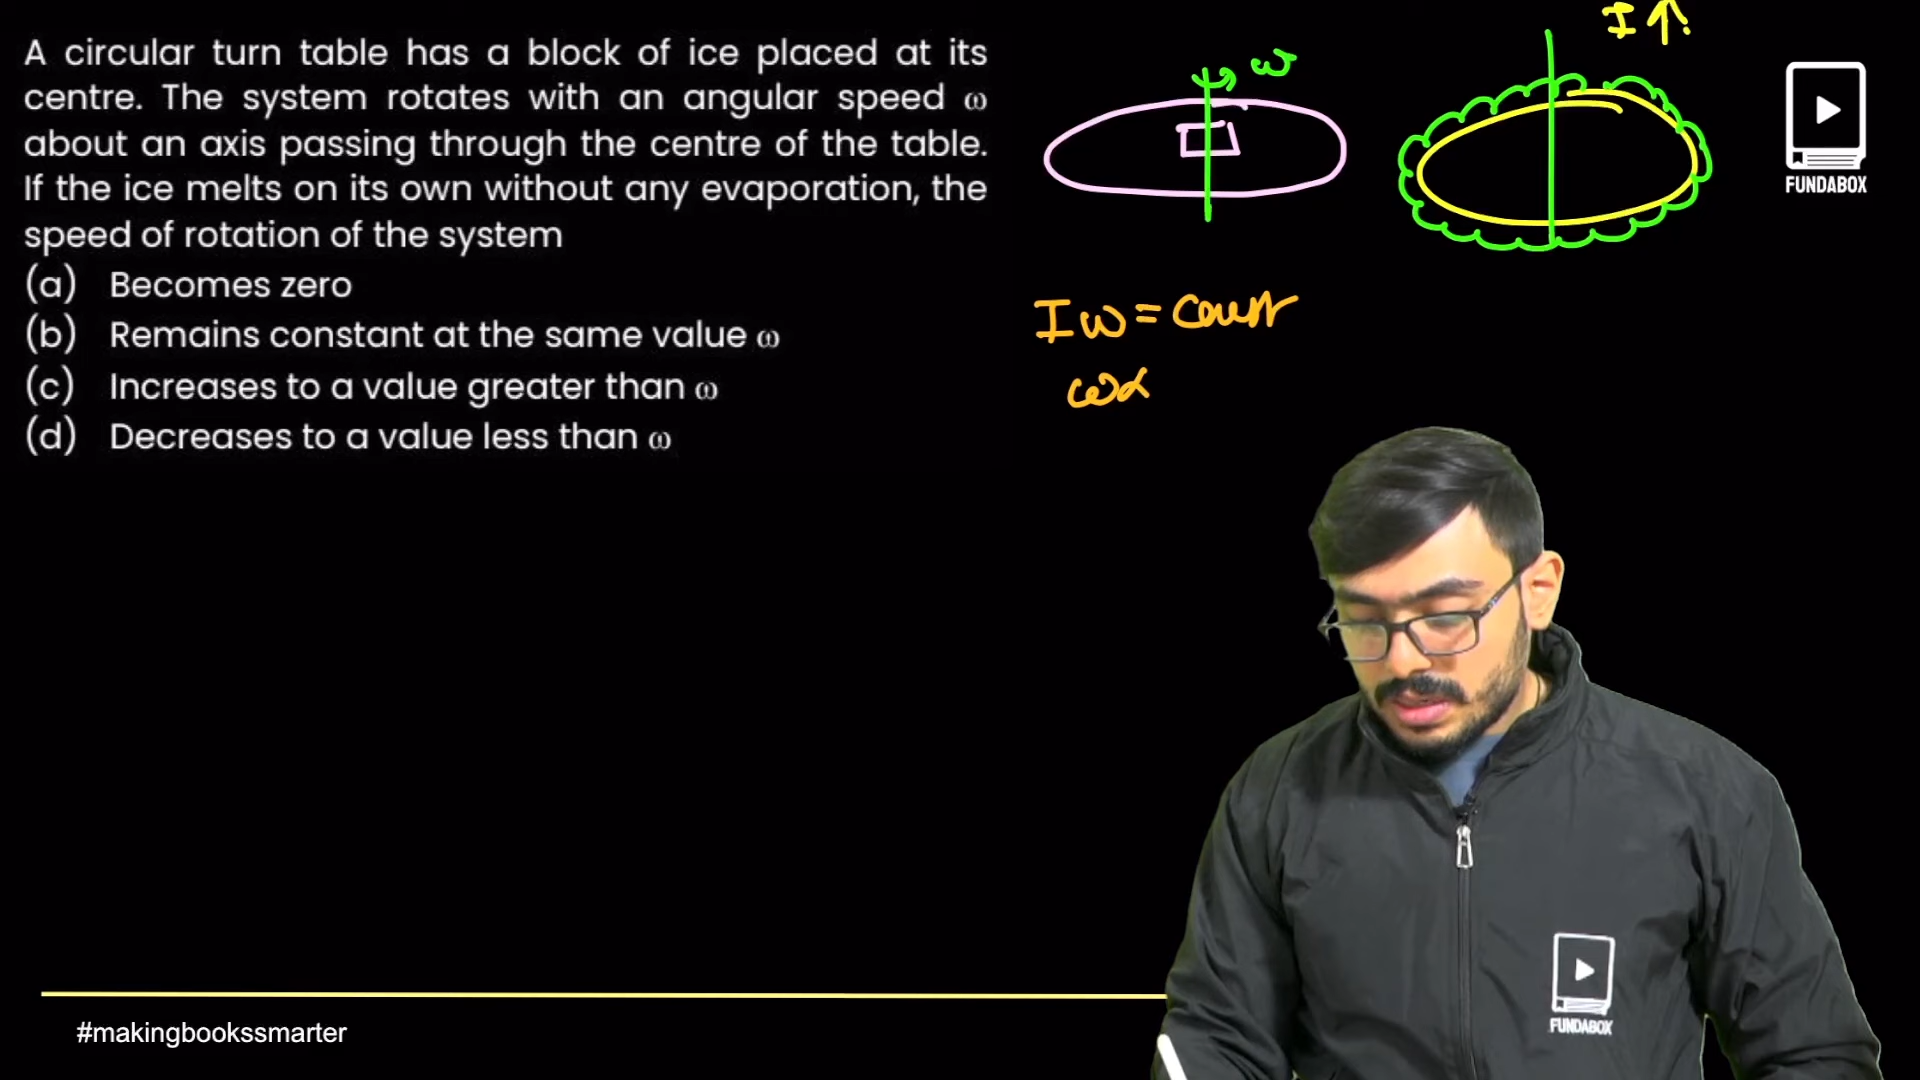 A circular turn table has a block of ice placed at its
centre. The system rotates with an angular speed ω
about an axis passing through the centre of the table.
If the ice melts on its own without any evaporation, the
speed of rotation of the system
(a) Becomes zero
(b) Remains constant at the same value ω
(c) Increases to a value greater than ω
(d) Decreases to a value less than ω
ω
I↑
FUNDABOX
Iω = const
ω∝
FUNDABOX
#makingbookssmarter